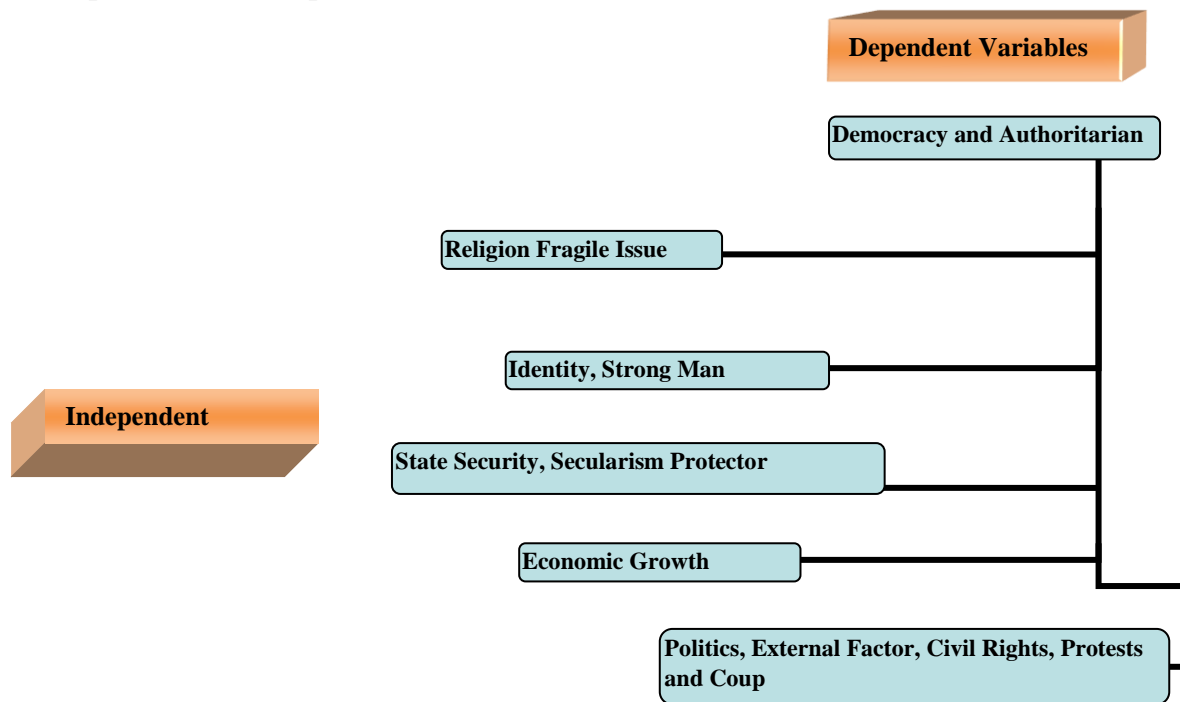 Dependent Variables
Democracy and Authoritarian
Religion Fragile Issue
Identity, Strong Man
Independent
State Security, Secularism Protector
Economic Growth
Politics, External Factor, Civil Rights, Protests
and Coup